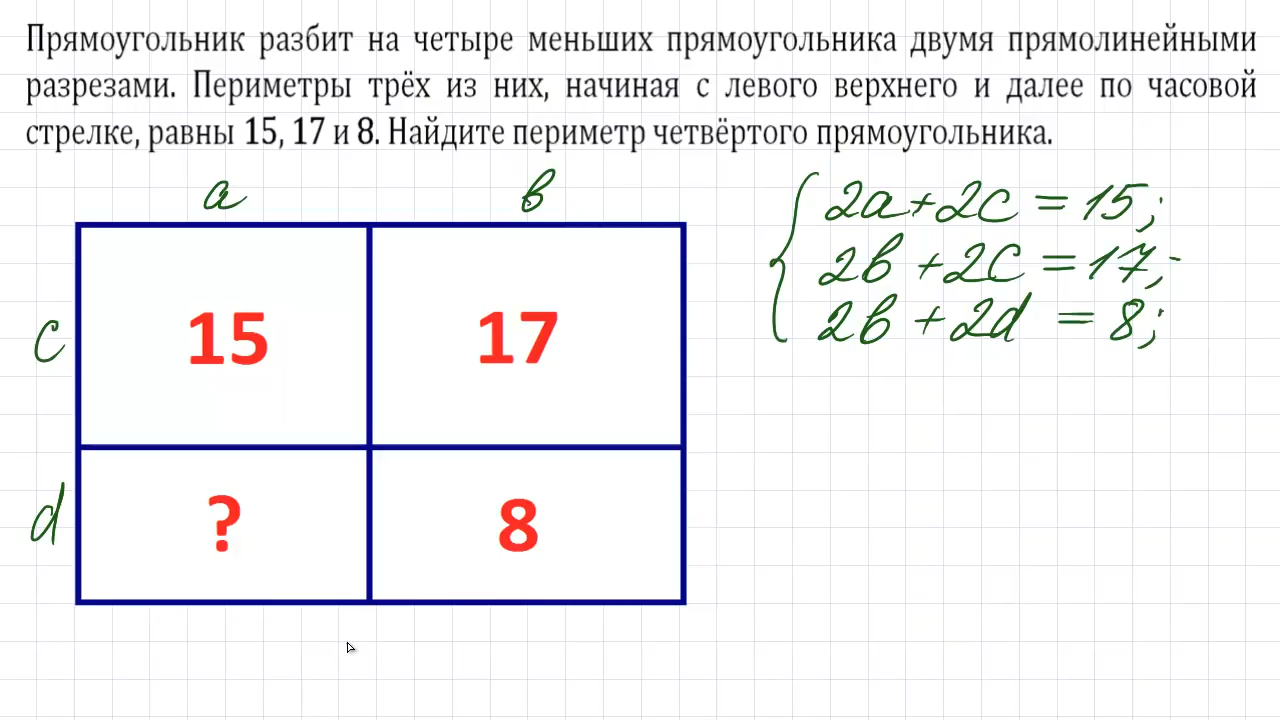 Прямоугольник разбит на четыре меньших прямоугольника двумя прямолинейными
разрезами. Периметры трёх из них, начиная с левого верхнего и далее по часовой
стрелке, равны 15, 17 и 8. Найдите периметр четвёртого прямоугольника.
a в
2a+2c = 15;
2в +2c = 17;
2в + 2d = 8;
c 15 17
d ? 8